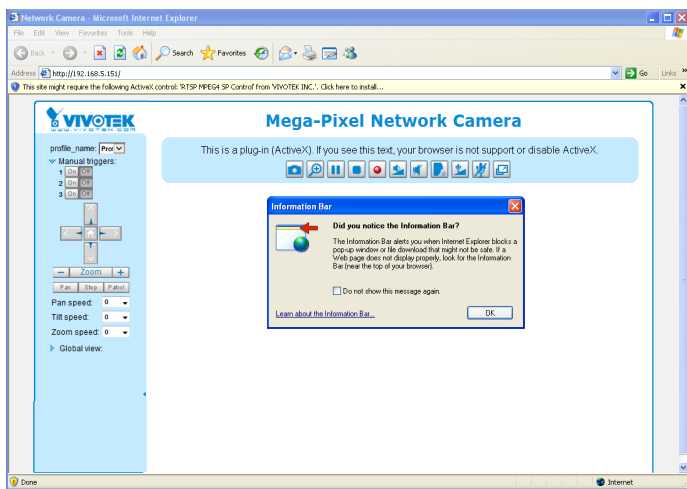 Network Camera - Microsoft Internet Explorer
File Edit View Favorites Tools Help
Back Search Favorites
Address http://192.168.5.151/ Go Links »
This site might require the following ActiveX control: 'RTSP MPEG4 SP Control' from 'VIVOTEK INC.'. Click here to install...
VIVOTEK
www.vivotek.com
Mega-Pixel Network Camera
profile_name: Pro
Manual triggers:
1 On Off
2 On Off
3 On Off
This is a plug-in (ActiveX). If you see this text, your browser is not support or disable ActiveX.
Information Bar
Did you notice the Information Bar?
The Information Bar alerts you when Internet Explorer blocks a
pop-up window or file download that might not be safe. If a
Web page does not display properly, look for the Information
Bar (near the top of your browser).
Do not show this message again.
Learn about the Information Bar...
OK
− Zoom +
Pan Stop Patrol
Pan speed: 0
Tilt speed: 0
Zoom speed: 0
Global view:
Done Internet